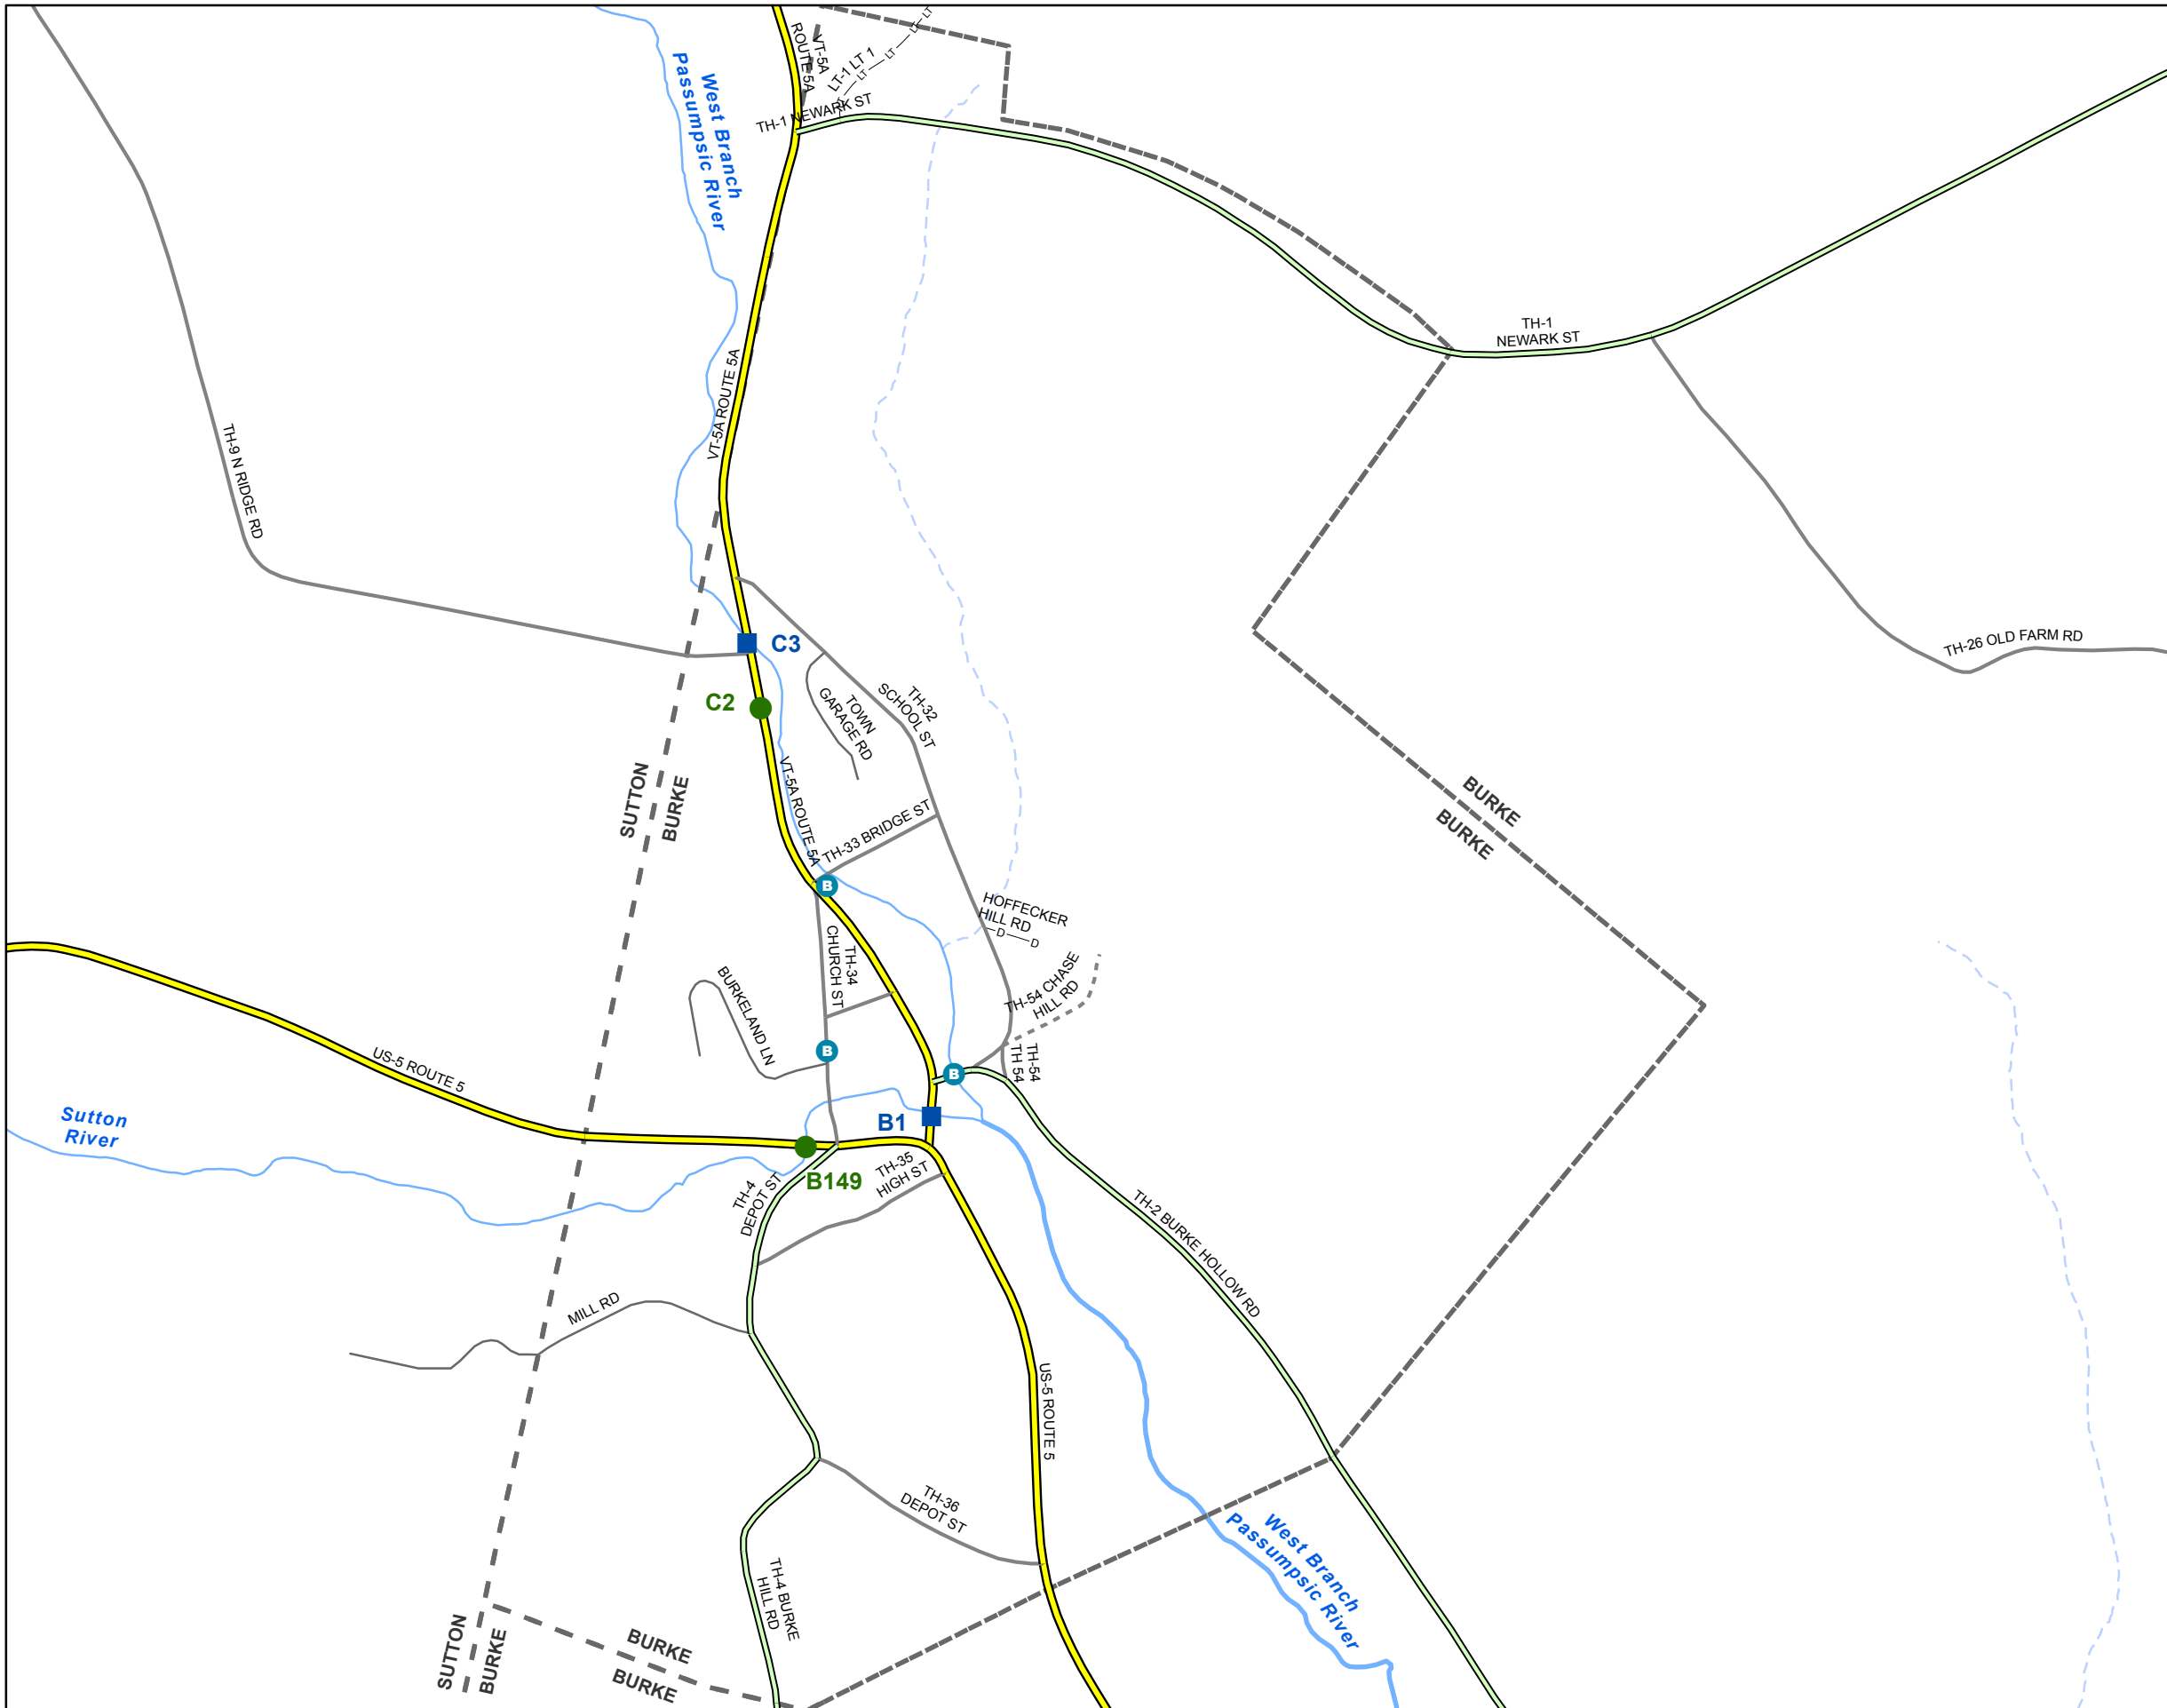 VT-5A
ROUTE 5A
LT-1 LT 1
LT
LT
LT
LT
TH-1 NEWARK ST
West Branch
Passumpsic River
TH-1
NEWARK ST
VT-5A ROUTE 5A
TH-9 N RIDGE RD
TH-26 OLD FARM RD
C3
C2
TH-32
SCHOOL ST
TOWN
GARAGE RD
SUTTON
BURKE
VT-5A ROUTE 5A
TH-33 BRIDGE ST
BURKE
BURKE
B
HOFFECKER
HILL RD
D
D
TH-34
CHURCH ST
TH-54 CHASE
HILL RD
BURKELAND LN
US-5 ROUTE 5
B
TH-54
TH 54
B
Sutton
River
B1
B149
TH-35
HIGH ST
TH-4
DEPOT ST
TH-2 BURKE HOLLOW RD
MILL RD
US-5 ROUTE 5
TH-36
DEPOT ST
West Branch
Passumpsic River
TH-4 BURKE
HILL RD
SUTTON
BURKE
BURKE
BURKE